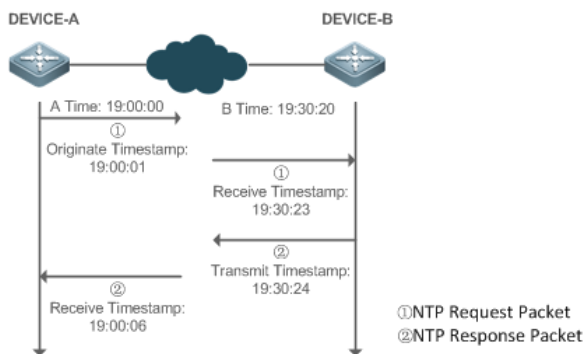 DEVICE-A
DEVICE-B
A Time: 19:00:00
B Time: 19:30:20
①
Originate Timestamp:
19:00:01
①
Receive Timestamp:
19:30:23
②
Transmit Timestamp:
19:30:24
②
Receive Timestamp:
19:00:06
①NTP Request Packet
②NTP Response Packet